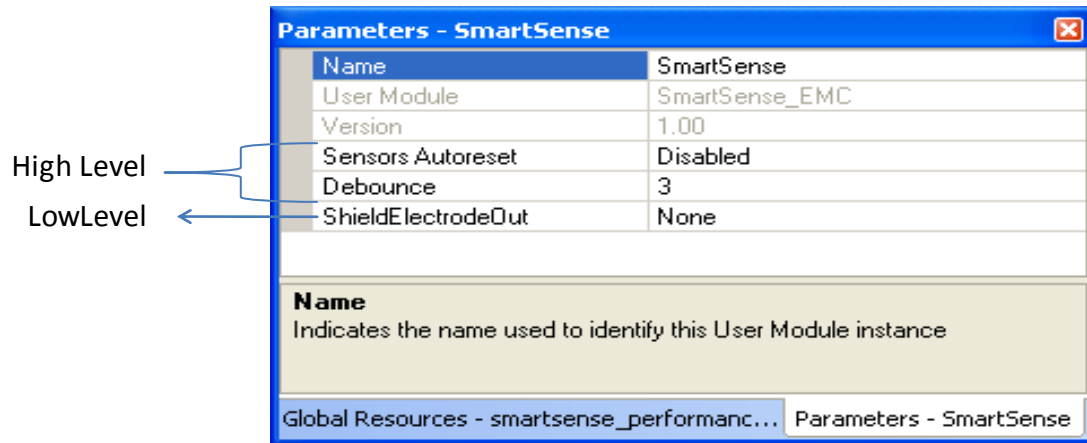 Parameters - SmartSense
Name SmartSense
User Module SmartSense_EMC
Version 1.00
High Level
Sensors Autoreset Disabled
Debounce 3
LowLevel
ShieldElectrodeOut None
Name
Indicates the name used to identify this User Module instance
Global Resources - smartsense_performanc... Parameters - SmartSense